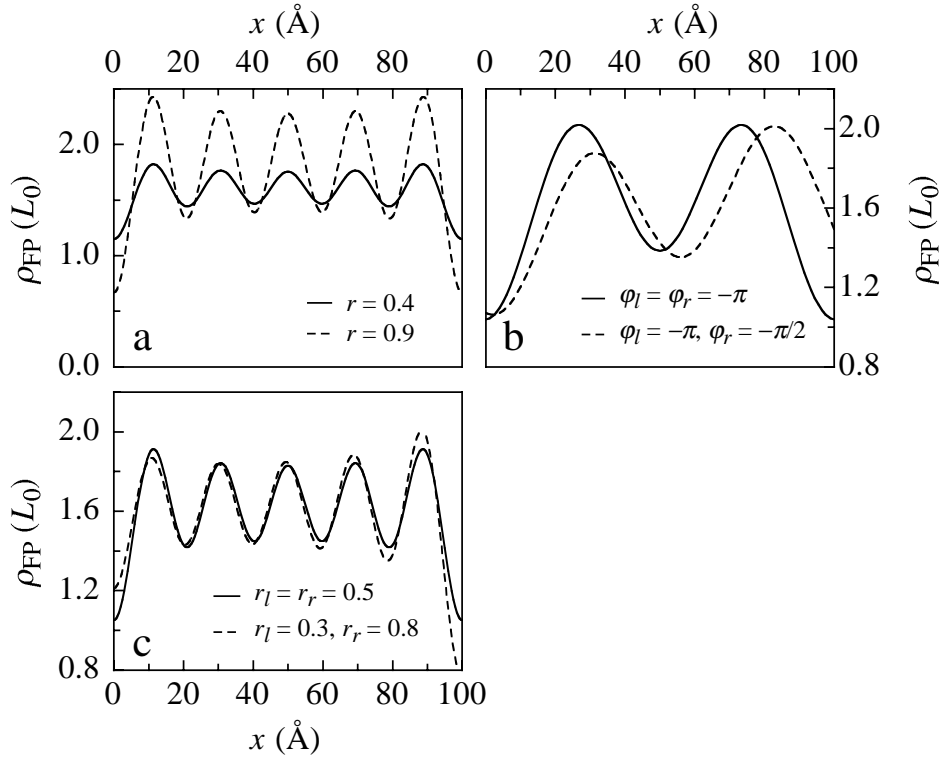 x (Å)
0 20 40 60 80
x (Å)
0 20 40 60 80 100
ρFP (L0)
2.0
1.0
0.0
r = 0.4
r = 0.9
a
2.0
1.6
1.2
0.8
ρFP (L0)
φl = φr = −π
φl = −π, φr = −π/2
b
ρFP (L0)
2.0
1.6
1.2
0.8
rl = rr = 0.5
rl = 0.3, rr = 0.8
c
0 20 40 60 80 100
x (Å)